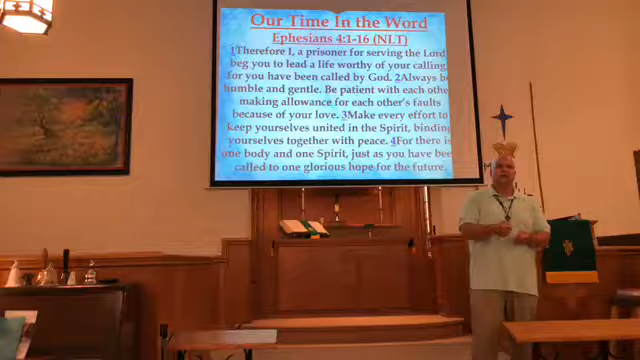 Our Time In the Word
Ephesians 4:1-16 (NLT)
1Therefore I, a prisoner for serving the Lord
beg you to lead a life worthy of your calling
for you have been called by God. 2Always be
humble and gentle. Be patient with each othe
making allowance for each other's faults
because of your love. 3Make every effort to
keep yourselves united in the Spirit, binding
yourselves together with peace. 4For there is
one body and one Spirit, just as you have bee
called to one glorious hope for the future.